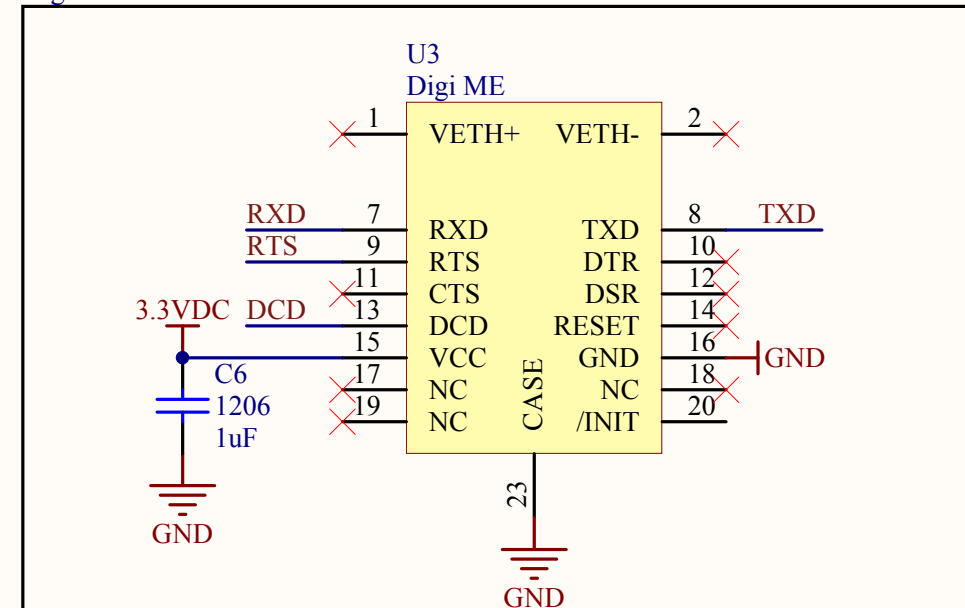 U3
Digi ME
1 VETH+ VETH- 2
RXD 7 RXD TXD 8 TXD
RTS 9 RTS DTR 10
11 CTS DSR 12
3.3VDC DCD 13 DCD RESET 14
15 VCC GND 16 GND
17 NC NC 18
19 NC /INIT 20
CASE
C6
1206
1uF
GND
23
GND